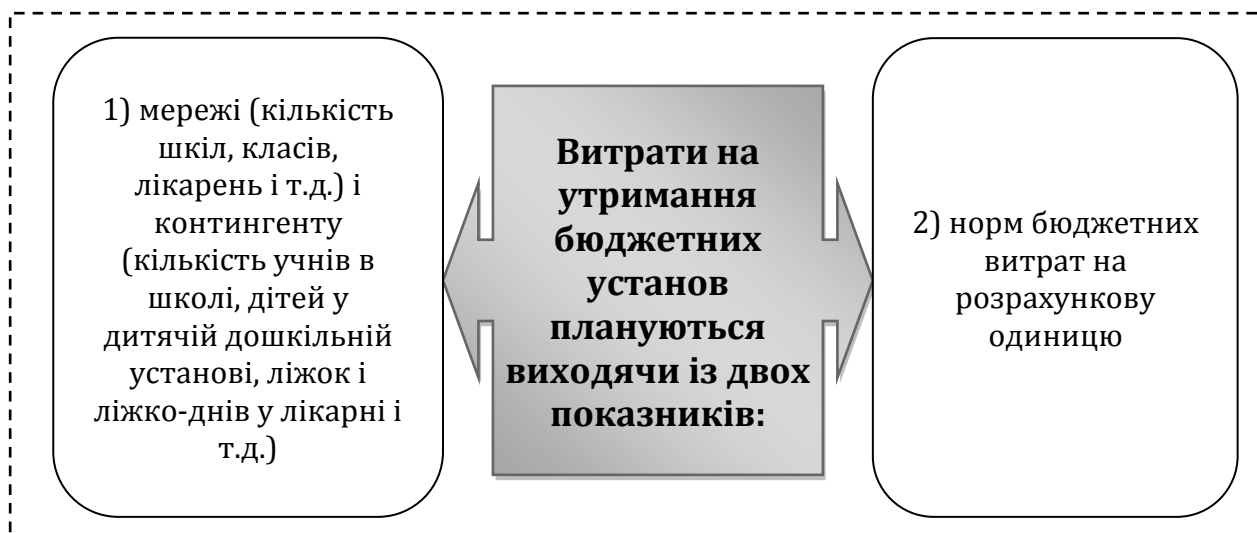 1) мережі (кількість
шкіл, класів,
лікарень і т.д.) і
контингенту
(кількість учнів в
школі, дітей у
дитячій дошкільній
установі, ліжок і
ліжко-днів у лікарні і
т.д.)
Витрати на
утримання
бюджетних
установ
плануються
виходячи із двох
показників:
2) норм бюджетних
витрат на
розрахункову
одиницю